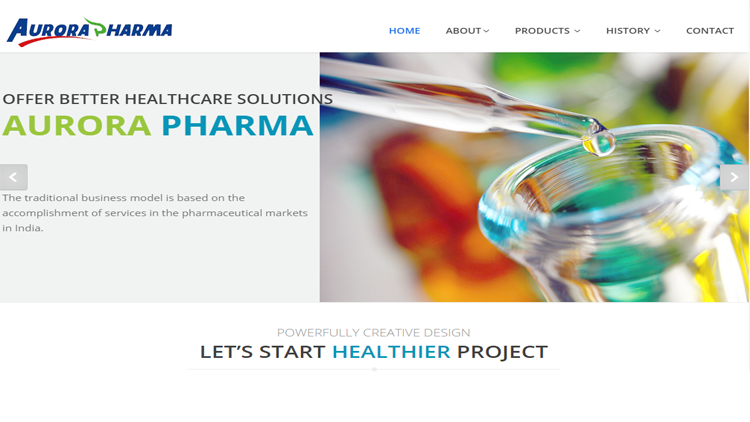 AURORA PHARMA
HOME ABOUT PRODUCTS HISTORY CONTACT
OFFER BETTER HEALTHCARE SOLUTIONS
AURORA PHARMA
The traditional business model is based on the
accomplishment of services in the pharmaceutical markets
in India.
POWERFULLY CREATIVE DESIGN
LET'S START HEALTHIER PROJECT